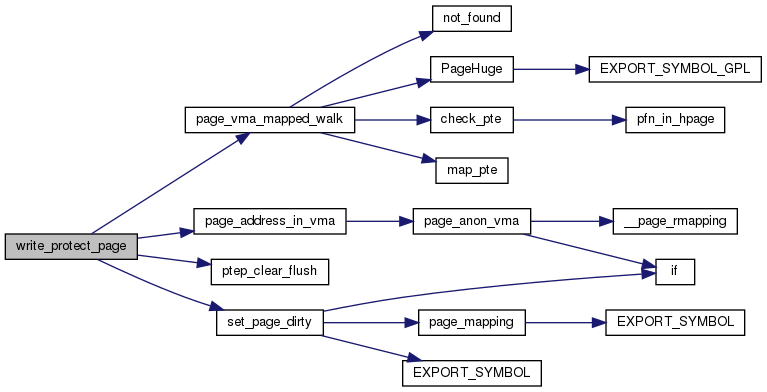 not_found
PageHuge
EXPORT_SYMBOL_GPL
page_vma_mapped_walk
check_pte
pfn_in_hpage
map_pte
page_address_in_vma
page_anon_vma
__page_rmapping
write_protect_page
ptep_clear_flush
if
set_page_dirty
page_mapping
EXPORT_SYMBOL
EXPORT_SYMBOL